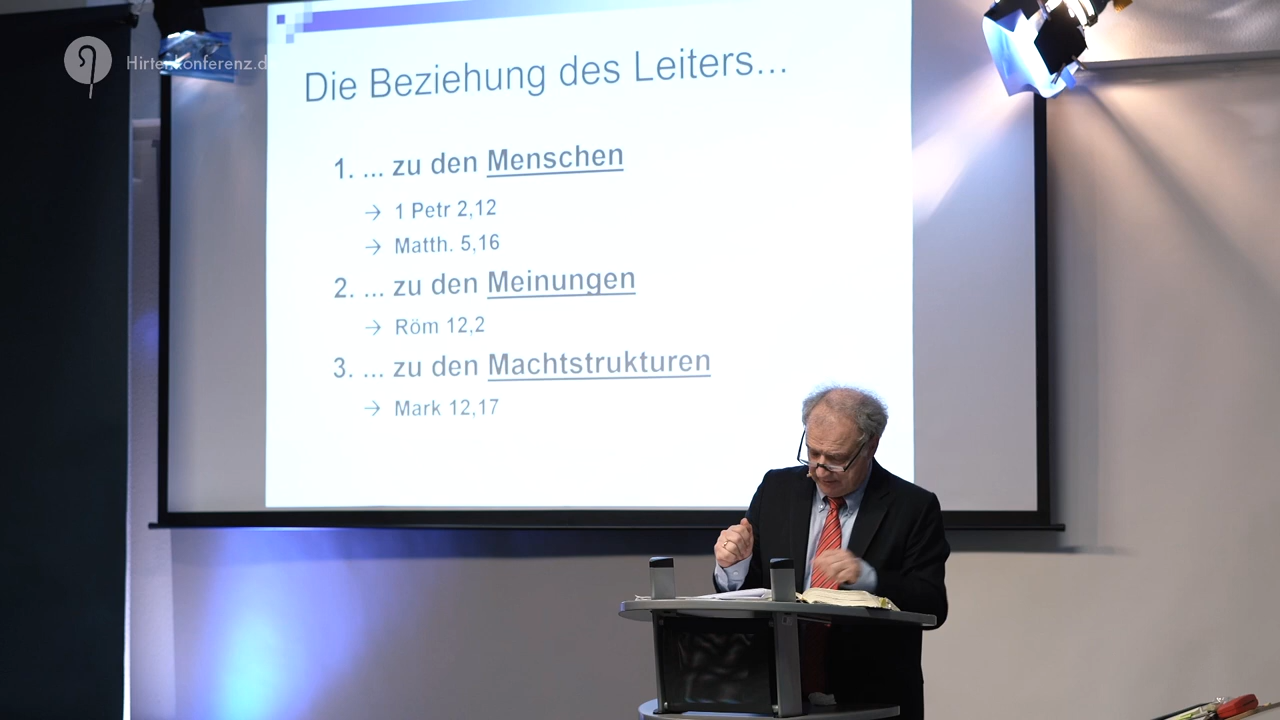 Hirtenkonferenz.d
Die Beziehung des Leiters...
1. ... zu den Menschen
→ 1 Petr 2,12
→ Matth. 5,16
2. ... zu den Meinungen
→ Röm 12,2
3. ... zu den Machtstrukturen
→ Mark 12,17